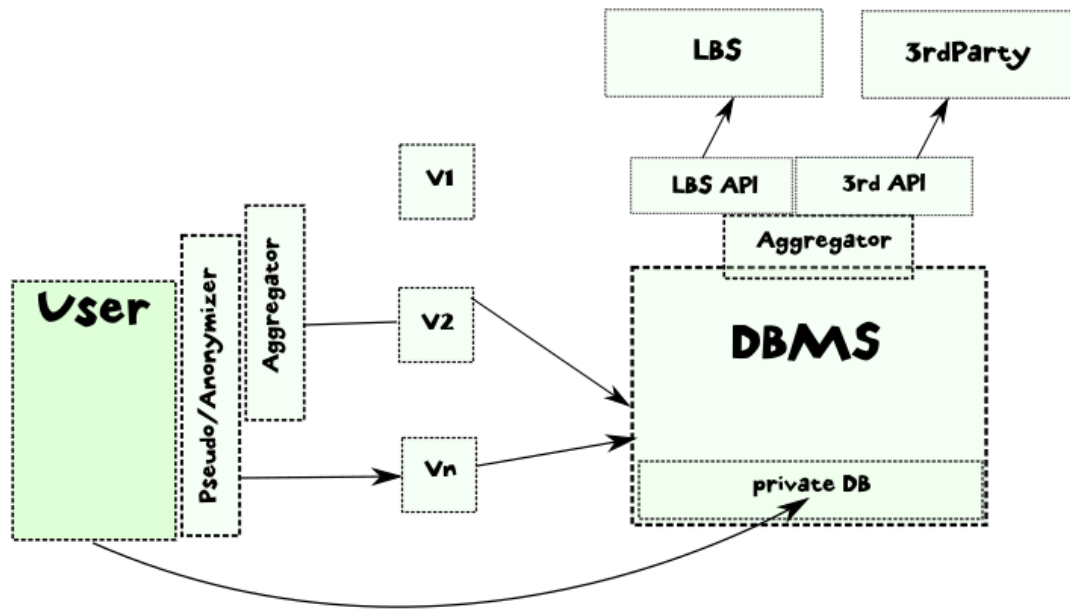 LBS
3rdParty
V1
LBS API
3rd API
Aggregator
User
Pseudo/Anonymizer
Aggregator
V2
DBMS
Vn
private DB